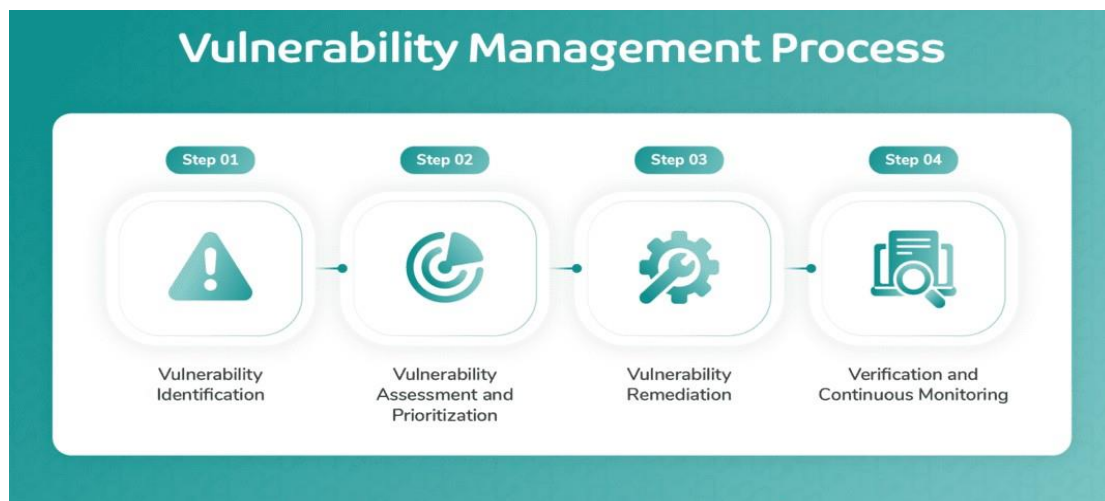 Vulnerability Management Process
Step 01
Vulnerability
Identification
Step 02
Vulnerability
Assessment and
Prioritization
Step 03
Vulnerability
Remediation
Step 04
Verification and
Continuous Monitoring